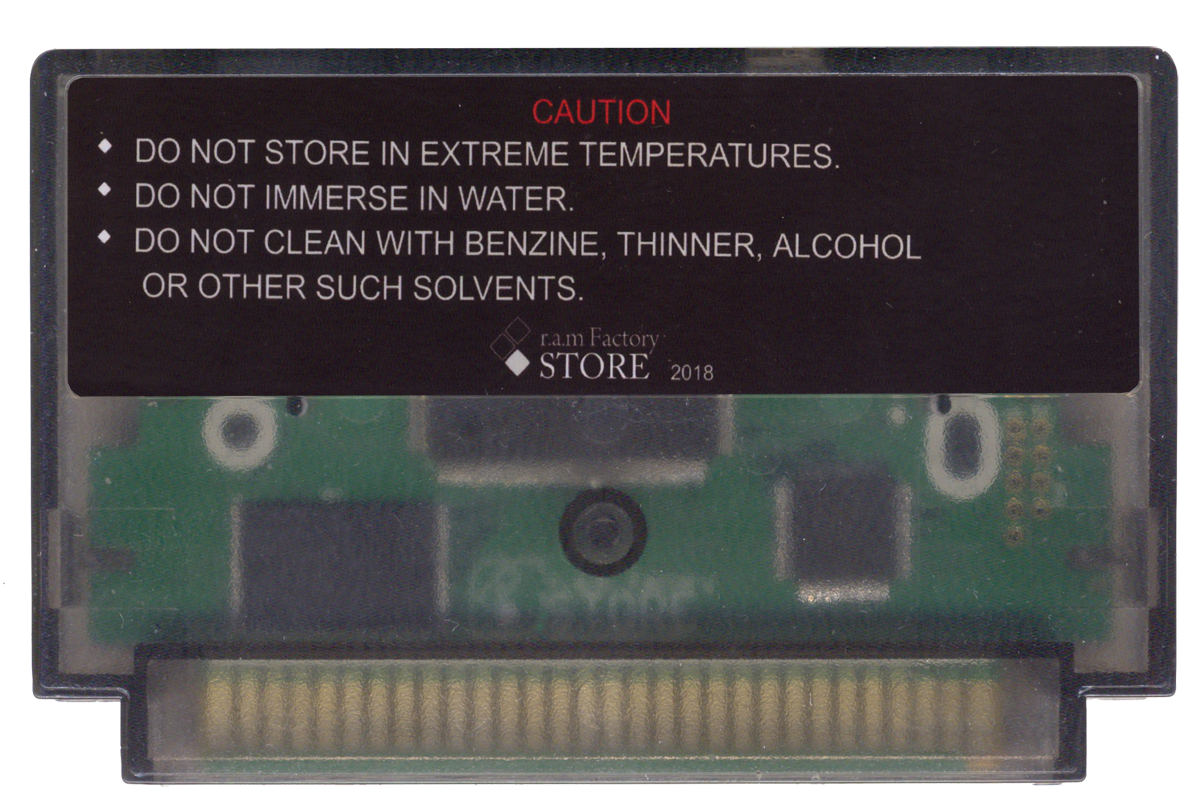 CAUTION
◆ DO NOT STORE IN EXTREME TEMPERATURES.
◆ DO NOT IMMERSE IN WATER.
◆ DO NOT CLEAN WITH BENZINE, THINNER, ALCOHOL
OR OTHER SUCH SOLVENTS.
r.a.m Factory
STORE 2018